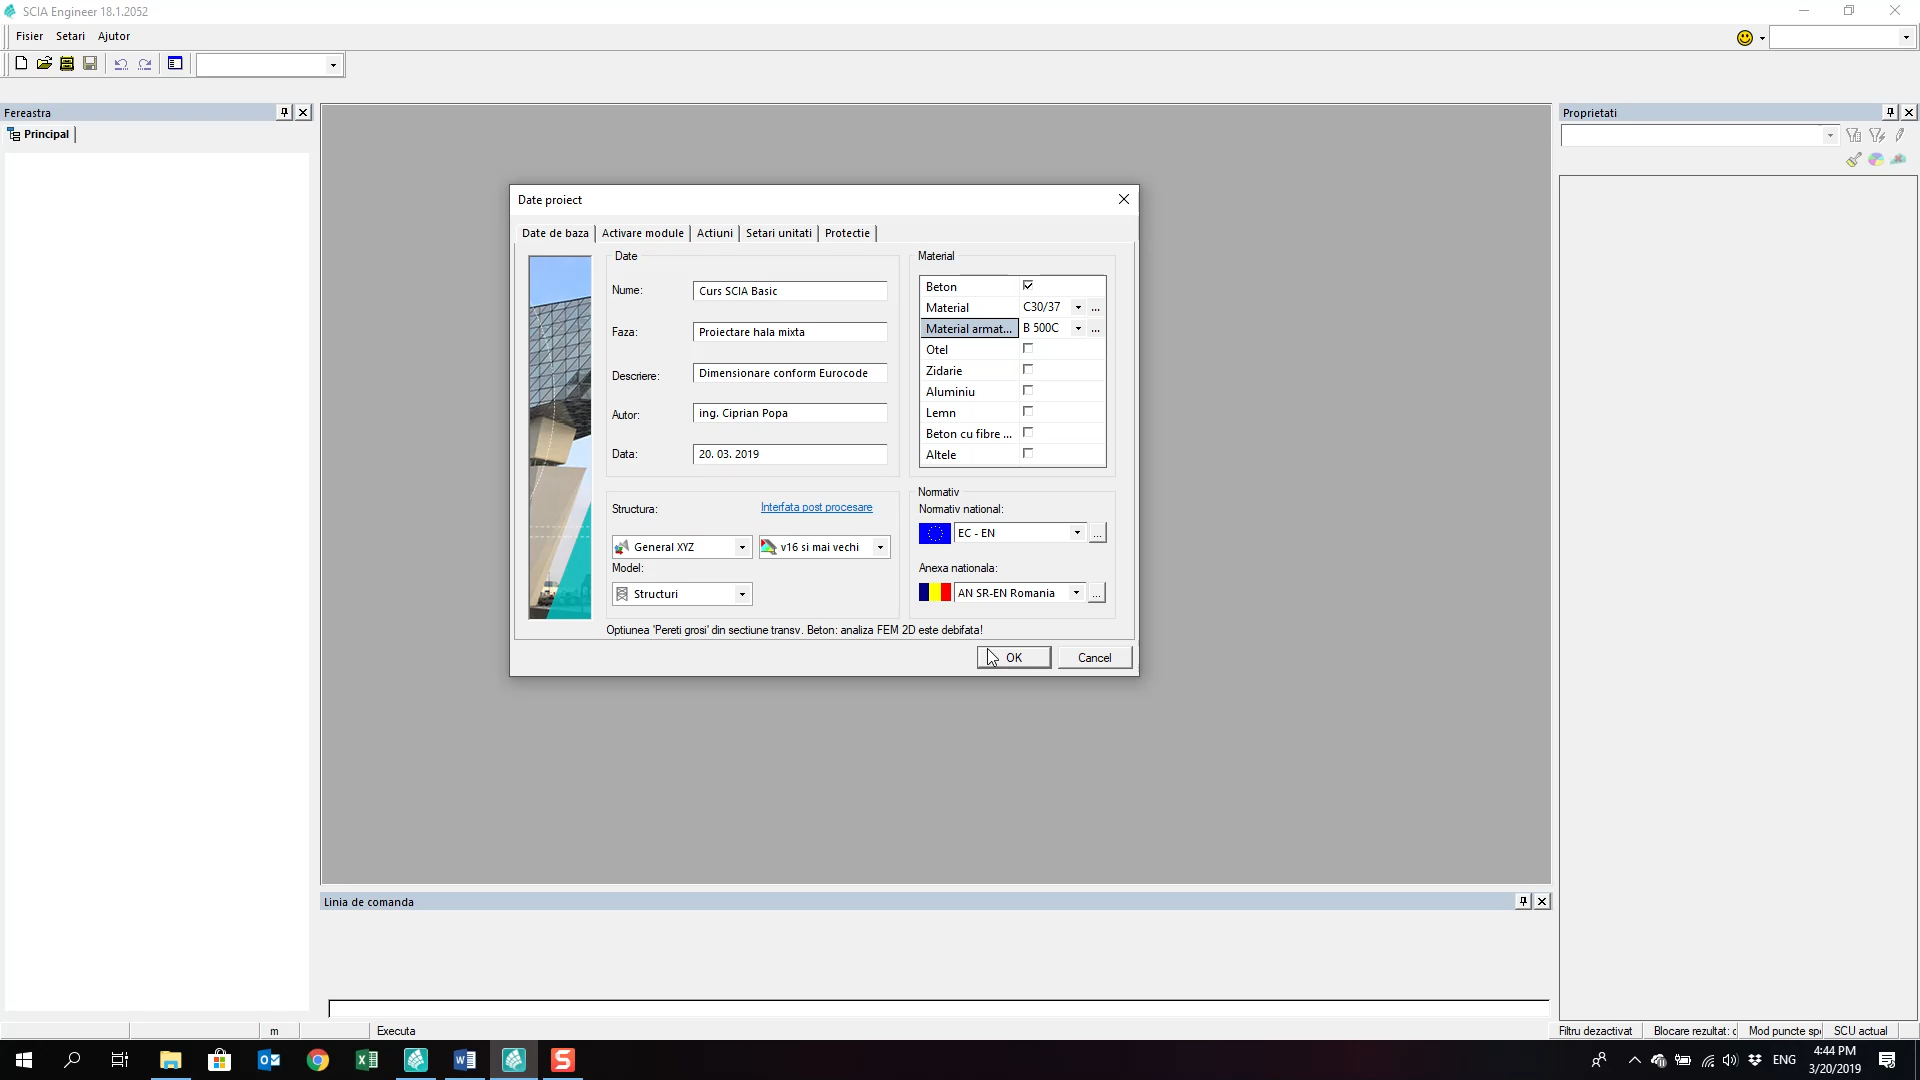 SCIA Engineer 18.1.2052
Fisier Setari Ajutor
Fereastra
Principal
Proprietati
Date proiect
Date de baza Activare module Actiuni Setari unitati Protectie
Date
Nume: Curs SCIA Basic
Faza: Proiectare hala mixta
Descriere: Dimensionare conform Eurocode
Autor: ing. Ciprian Popa
Data: 20. 03. 2019
Material
Beton
Material C30/37 ...
Material armat... B 500C ...
Otel
Zidarie
Aluminiu
Lemn
Beton cu fibre ...
Altele
Structura: Interfata post procesare
General XYZ v16 si mai vechi
Model:
Structuri
Normativ
Normativ national:
EC - EN ...
Anexa nationala:
AN SR-EN Romania ...
Optiunea 'Pereti grosi' din sectiune transv. Beton: analiza FEM 2D este debifata!
OK Cancel
Linia de comanda
m Executa Filtru dezactivat Blocare rezultat: Mod puncte SCU actual
ENG
4:44 PM
3/20/2019